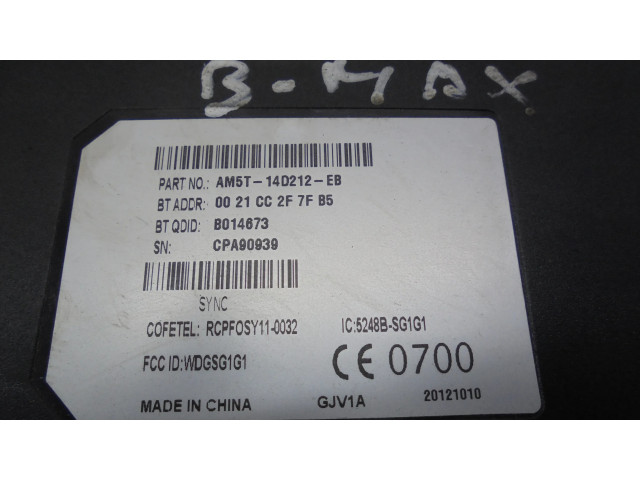 B-MAX
PART NO.: AM5T-14D212-EB
BT ADDR: 00 21 CC 2F 7F B5
BT QDID: B014673
SN: CPA90939
SYNC
COFETEL: RCPFOSY11-0032 IC:5248B-SG1G1
FCC ID:WDGSG1G1 CE 0700
MADE IN CHINA GJV1A 20121010